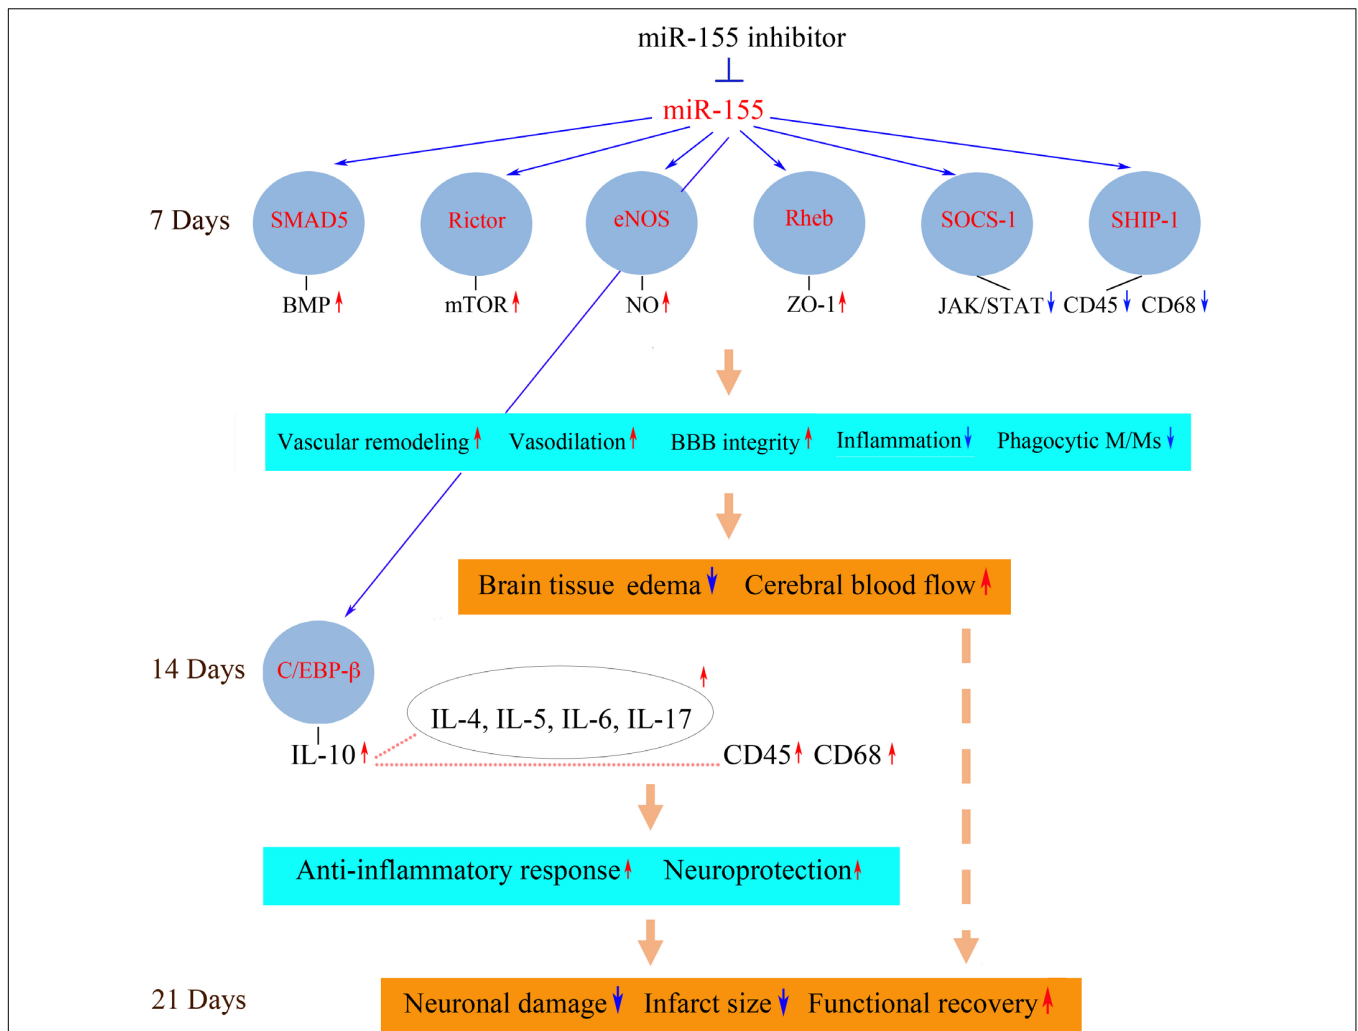 miR-155 inhibitor
miR-155
7 Days SMAD5 Rictor eNOS Rheb SOCS-1 SHIP-1
BMP mTOR NO ZO-1 JAK/STAT CD45 CD68
Vascular remodeling Vasodilation BBB integrity Inflammation Phagocytic M/Ms
Brain tissue edema Cerebral blood flow
14 Days C/EBP-β
IL-4, IL-5, IL-6, IL-17
IL-10 CD45 CD68
Anti-inflammatory response Neuroprotection
21 Days Neuronal damage Infarct size Functional recovery